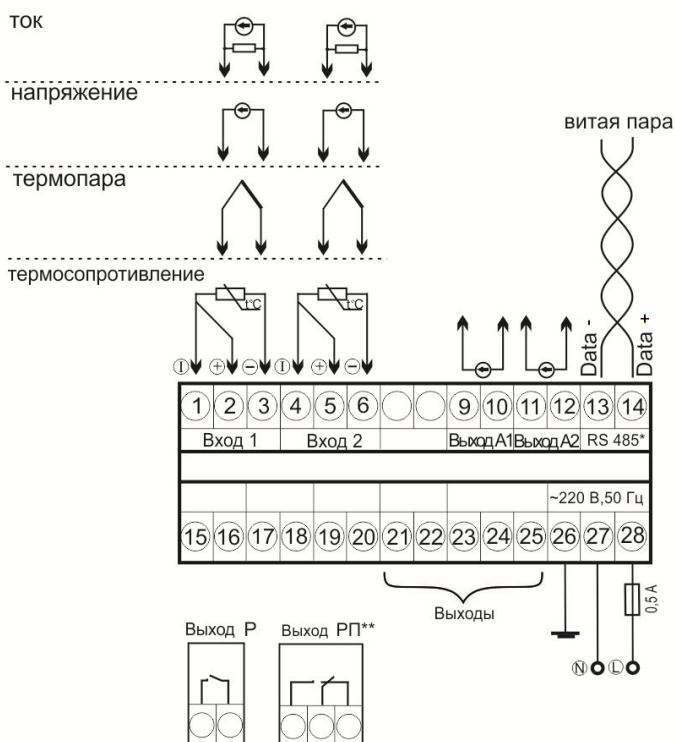 ток
напряжение
витая пара
термопара
термосопротивление
t°C t°C
Data - Data +
I + − I + −
1 2 3 4 5 6 9 10 11 12 13 14
Вход 1 Вход 2 Выход А1 Выход А2 RS 485*
~220 В,50 Гц
15 16 17 18 19 20 21 22 23 24 25 26 27 28
Выходы
0,5 А
Выход Р Выход РП**
N L